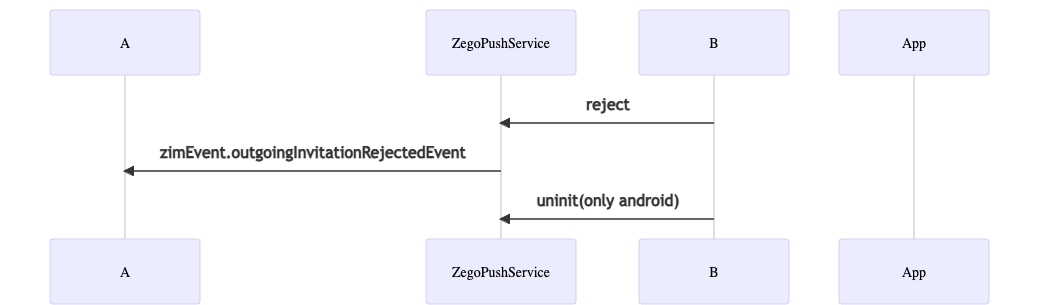 A
ZegoPushService
B
App
reject
zimEvent.outgoingInvitationRejectedEvent
uninit(only android)
A
ZegoPushService
B
App